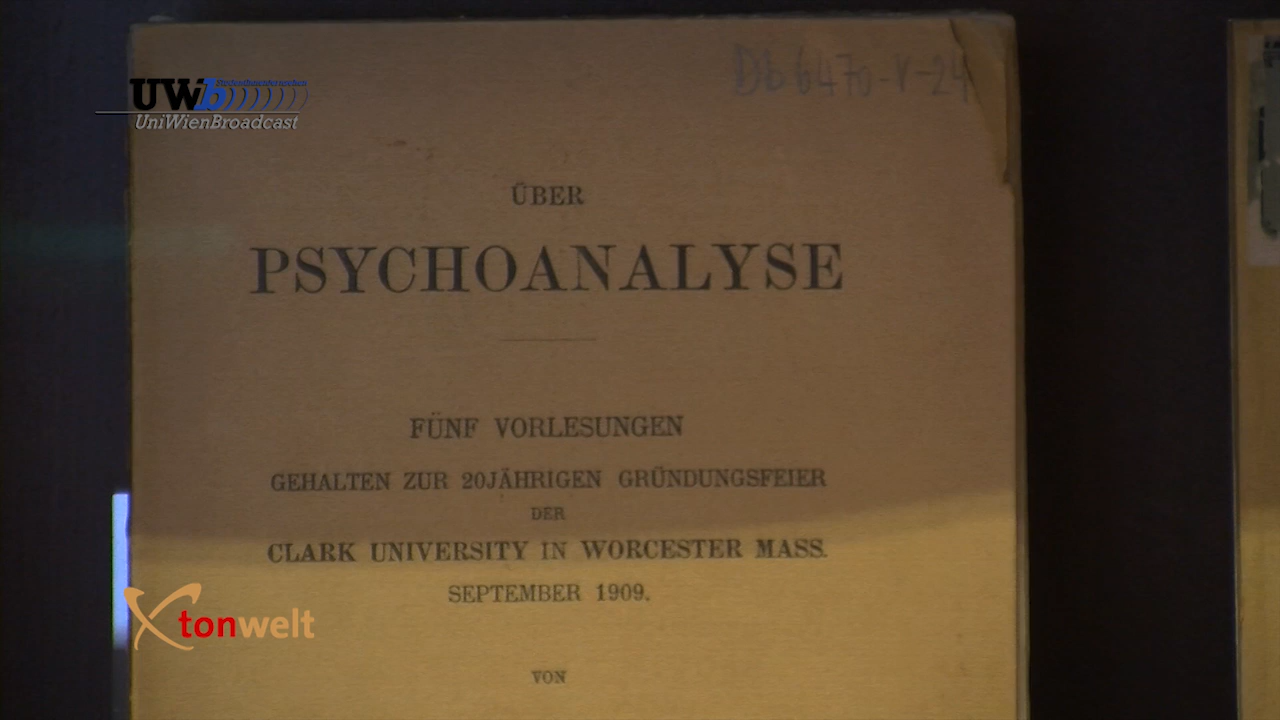 UWb
UniWienBroadcast
Db 6470-V-24
ÜBER
PSYCHOANALYSE
FÜNF VORLESUNGEN
GEHALTEN ZUR 20JÄHRIGEN GRÜNDUNGSFEIER
DER
CLARK UNIVERSITY IN WORCESTER MASS.
SEPTEMBER 1909.
tonwelt
VON